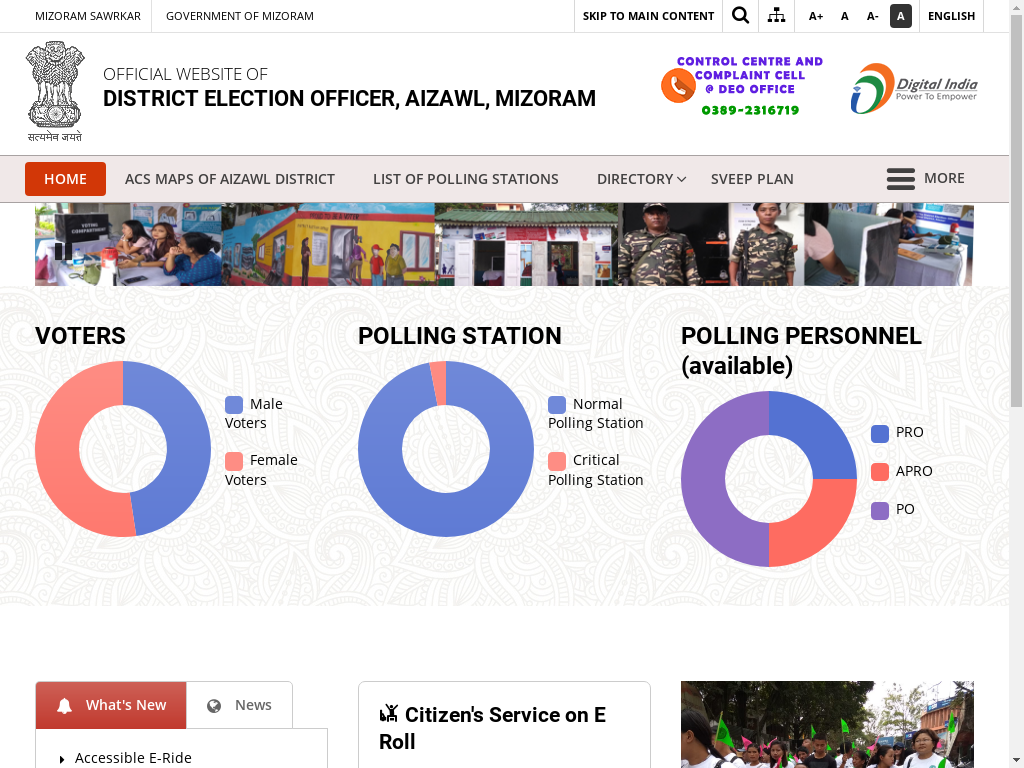 MIZORAM SAWRKAR
GOVERNMENT OF MIZORAM
SKIP TO MAIN CONTENT
A+
A
A-
A
ENGLISH
सत्यमेव जयते
OFFICIAL WEBSITE OF
DISTRICT ELECTION OFFICER, AIZAWL, MIZORAM
CONTROL CENTRE AND
COMPLAINT CELL
@ DEO OFFICE
0389-2316719
Digital India
Power To Empower
HOME
ACS MAPS OF AIZAWL DISTRICT
LIST OF POLLING STATIONS
DIRECTORY
SVEEP PLAN
MORE
VOTING
COMPARTMENT
VOTERS
Male
Voters
Female
Voters
POLLING STATION
Normal
Polling Station
Critical
Polling Station
POLLING PERSONNEL
(available)
PRO
APRO
PO
What's New
News
Accessible E-Ride
Citizen's Service on E
Roll